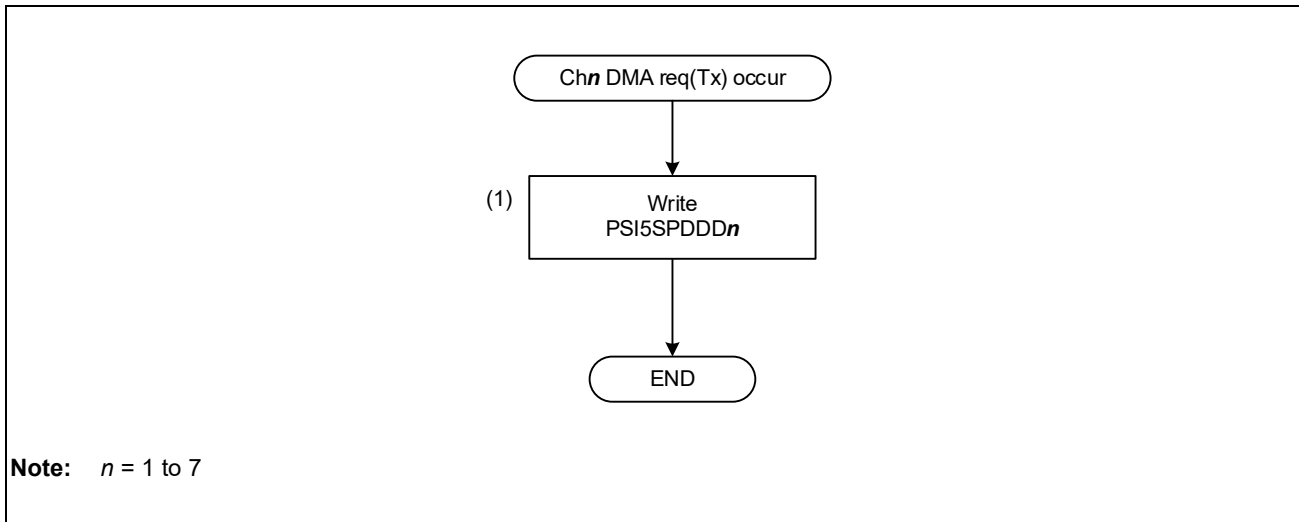 Chn DMA req(Tx) occur
(1)
Write
PSI5SPDDDn
END
Note: n = 1 to 7